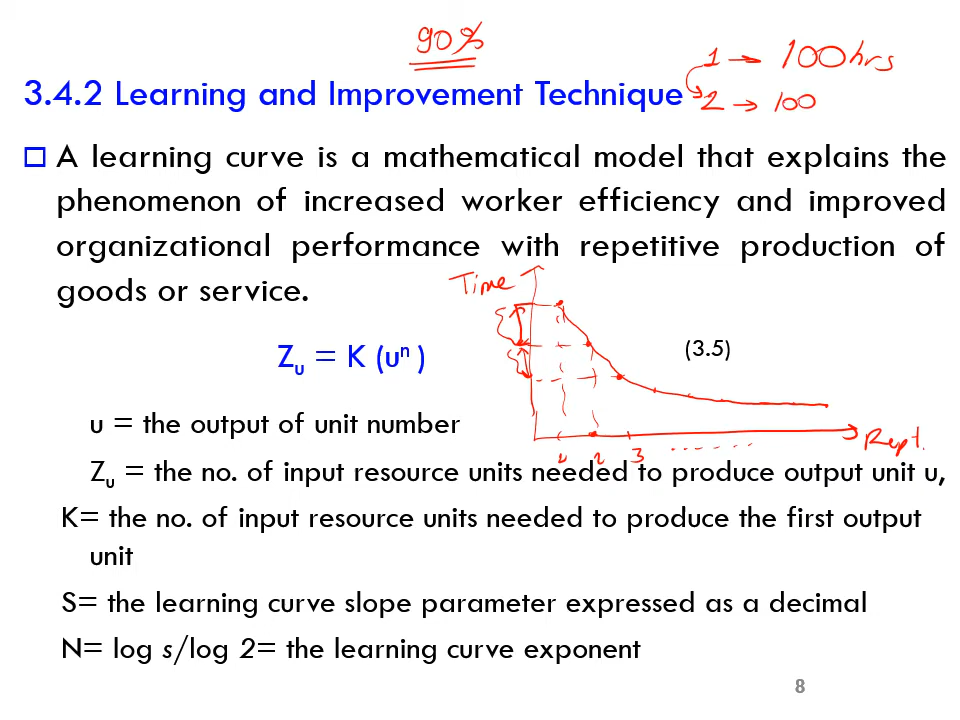 90%
1 → 100hrs
3.4.2 Learning and Improvement Technique
2 → 100
□ A learning curve is a mathematical model that explains the
phenomenon of increased worker efficiency and improved
organizational performance with repetitive production of
goods or service.
Time
Zᵤ = K (uⁿ )
(3.5)
u = the output of unit number
Rept.
1 2 3 ........
Zᵤ = the no. of input resource units needed to produce output unit u,
K= the no. of input resource units needed to produce the first output
unit
S= the learning curve slope parameter expressed as a decimal
N= log s/log 2= the learning curve exponent
8